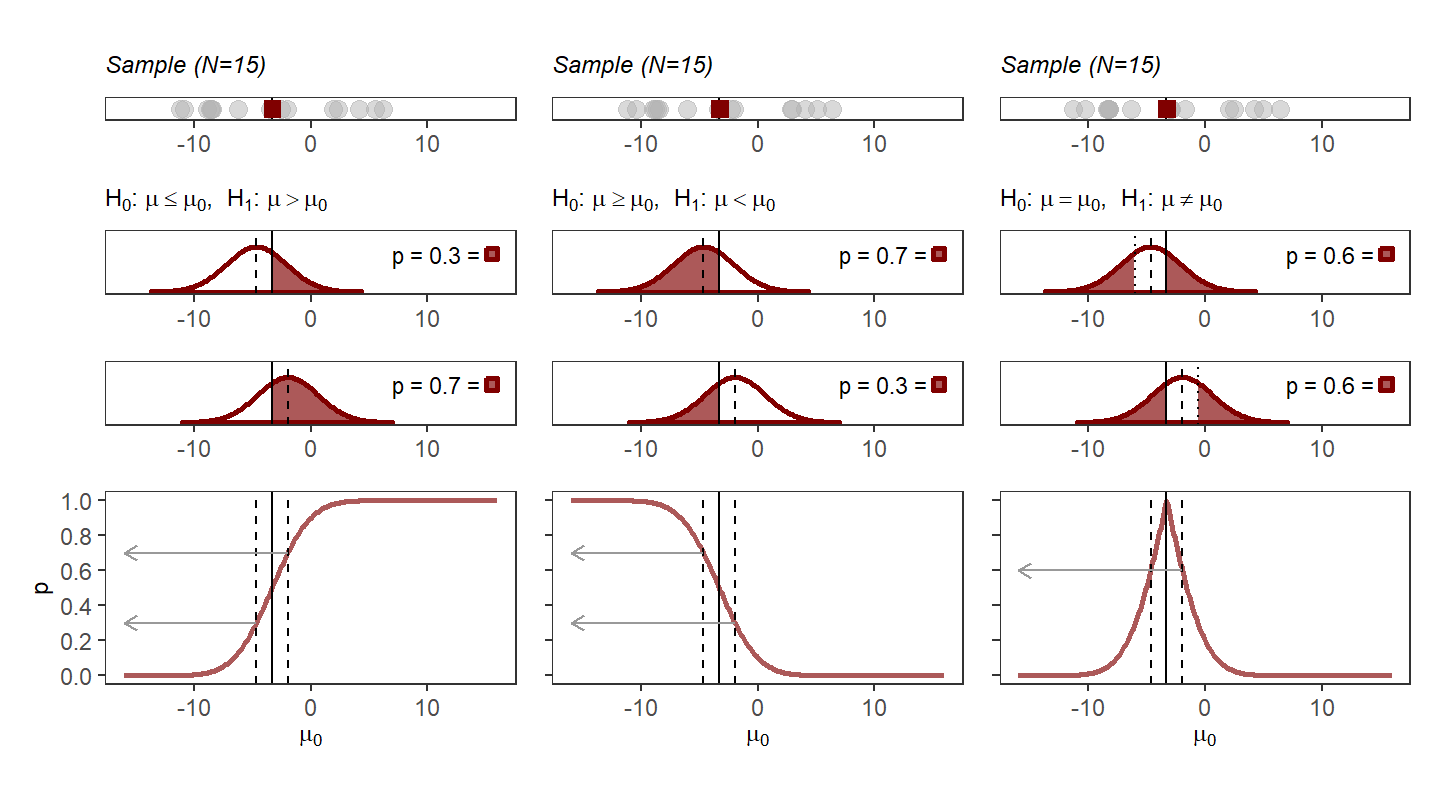 Sample (N=15) Sample (N=15) Sample (N=15)
-10 0 10 -10 0 10 -10 0 10
H₀: μ ≤ μ₀, H₁: μ > μ₀ H₀: μ ≥ μ₀, H₁: μ < μ₀ H₀: μ = μ₀, H₁: μ ≠ μ₀
p = 0.3 = p = 0.7 = p = 0.6 =
-10 0 10 -10 0 10 -10 0 10
p = 0.7 = p = 0.3 = p = 0.6 =
-10 0 10 -10 0 10 -10 0 10
1.0
0.8
0.6
p
0.4
0.2
0.0
-10 0 10 -10 0 10 -10 0 10
μ₀ μ₀ μ₀